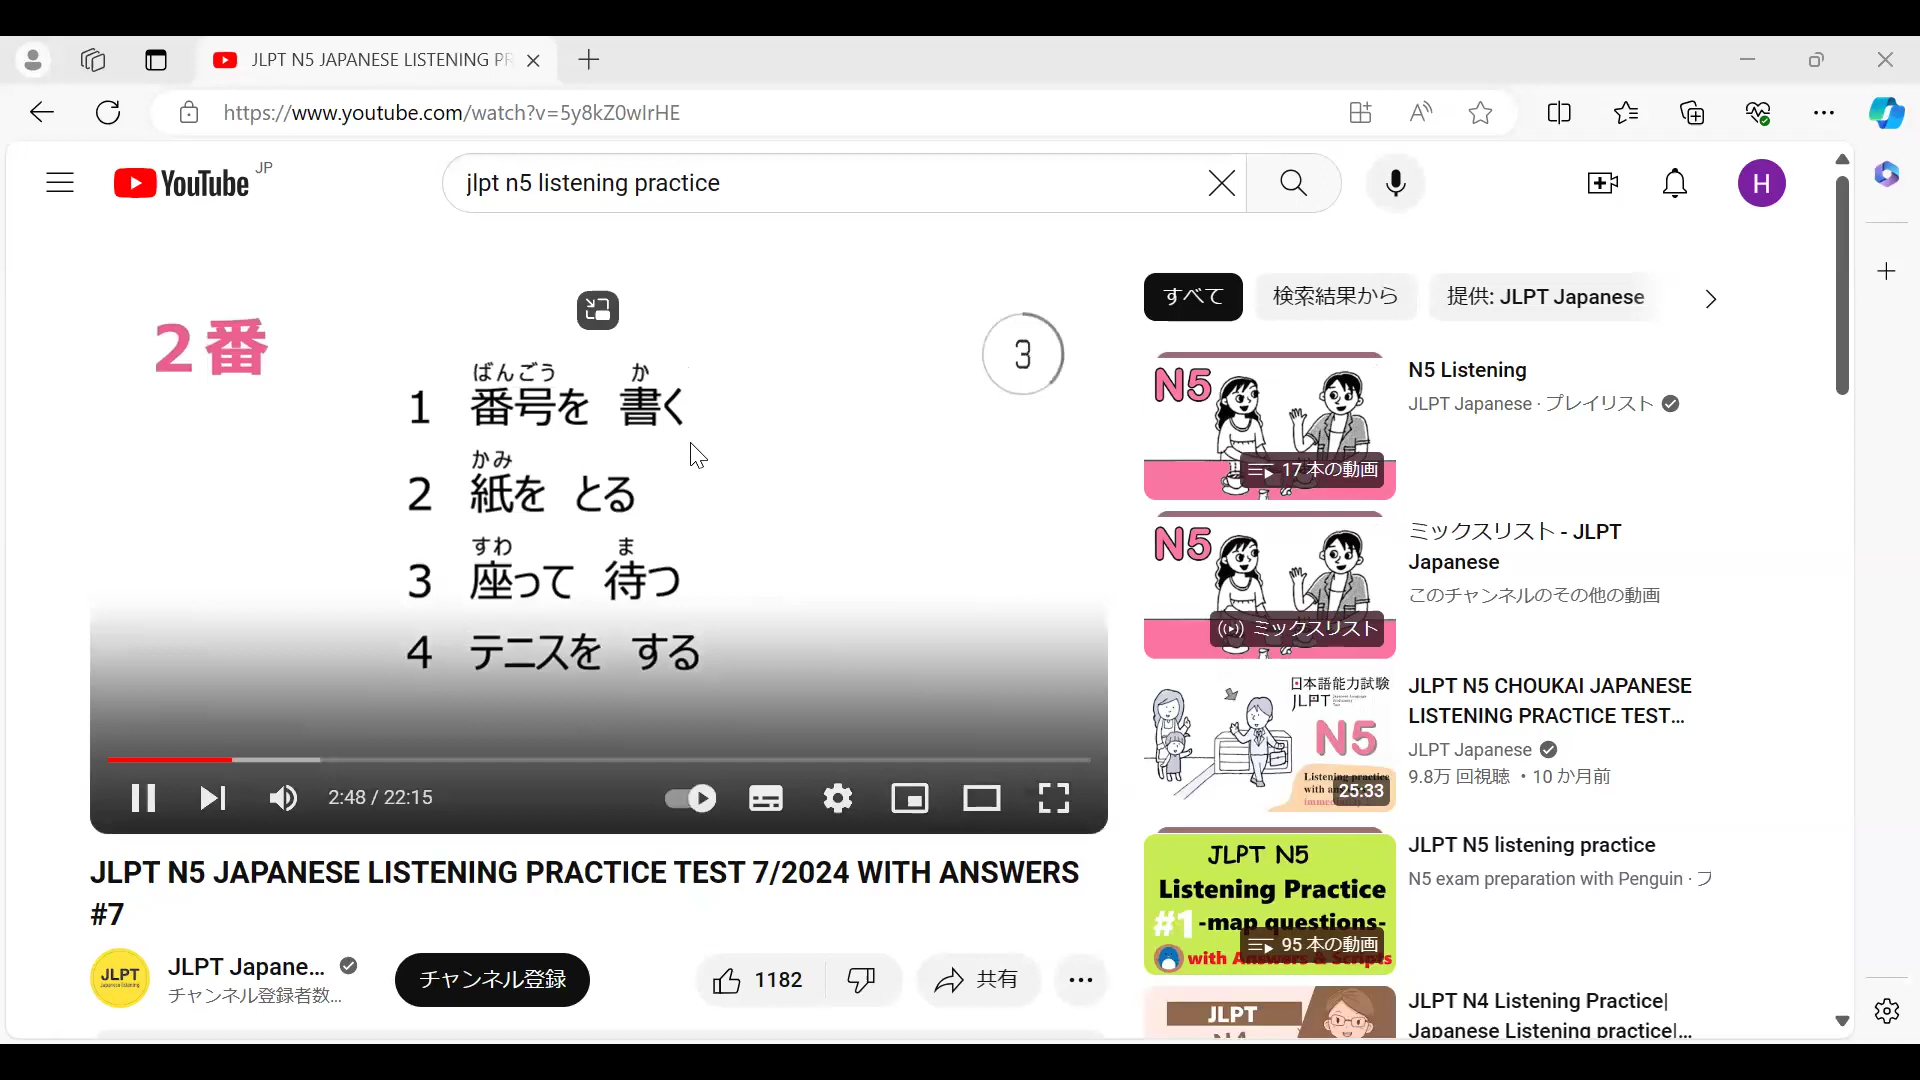 JLPT N5 JAPANESE LISTENING PR
https://www.youtube.com/watch?v=5y8kZ0wIrHE
YouTube JP
jlpt n5 listening practice
H
2番
3
ばんごう か
1 番号を 書く
かみ
2 紙を とる
すわ ま
3 座って 待つ
4 テニスを する
2:48 / 22:15
JLPT N5 JAPANESE LISTENING PRACTICE TEST 7/2024 WITH ANSWERS
#7
JLPT
JLPT Japane...
チャンネル登録者数...
チャンネル登録
1182
共有
すべて
検索結果から
提供: JLPT Japanese
N5
17 本の動画
N5 Listening
JLPT Japanese · プレイリスト
N5
ミックスリスト
ミックスリスト - JLPT
Japanese
このチャンネルのその他の動画
日本語能力試験
JLPT
N5
Listening practice
25:33
JLPT N5 CHOUKAI JAPANESE
LISTENING PRACTICE TEST...
JLPT Japanese
9.8万 回視聴 ・10 か月前
JLPT N5
Listening Practice
#1 -map questions-
95 本の動画
with Answers & Scripts
JLPT N5 listening practice
N5 exam preparation with Penguin · プ
JLPT
JLPT N4 Listening Practice|
Japanese Listening practice|...